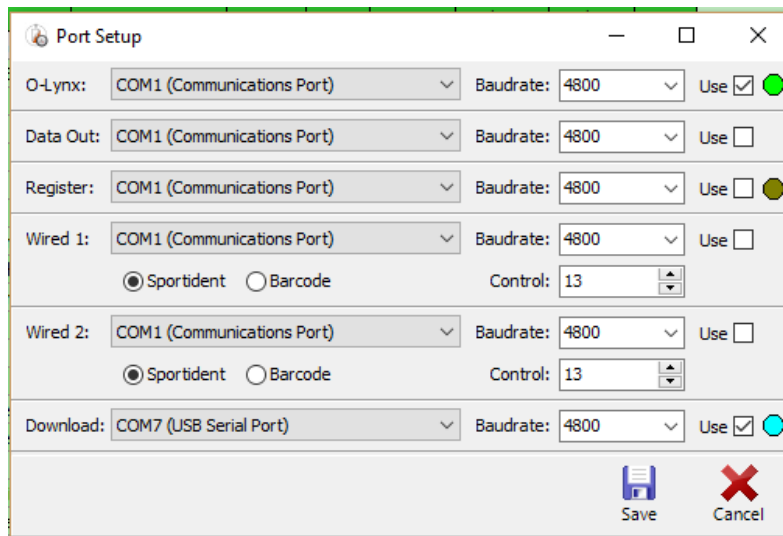 Port Setup
O-Lynx: COM1 (Communications Port) Baudrate: 4800 Use
Data Out: COM1 (Communications Port) Baudrate: 4800 Use
Register: COM1 (Communications Port) Baudrate: 4800 Use
Wired 1: COM1 (Communications Port) Baudrate: 4800 Use
Sportident Barcode Control: 13
Wired 2: COM1 (Communications Port) Baudrate: 4800 Use
Sportident Barcode Control: 13
Download: COM7 (USB Serial Port) Baudrate: 4800 Use
Save Cancel